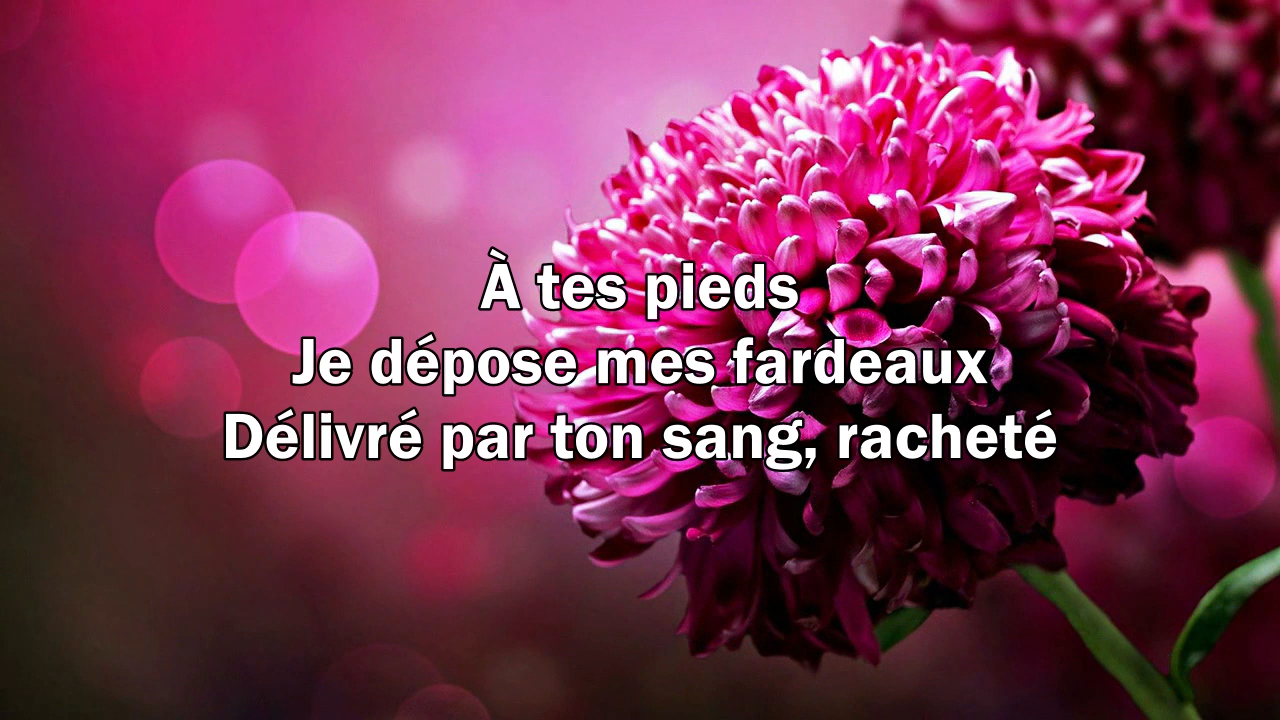 À tes pieds
Je dépose mes fardeaux
Délivré par ton sang, racheté